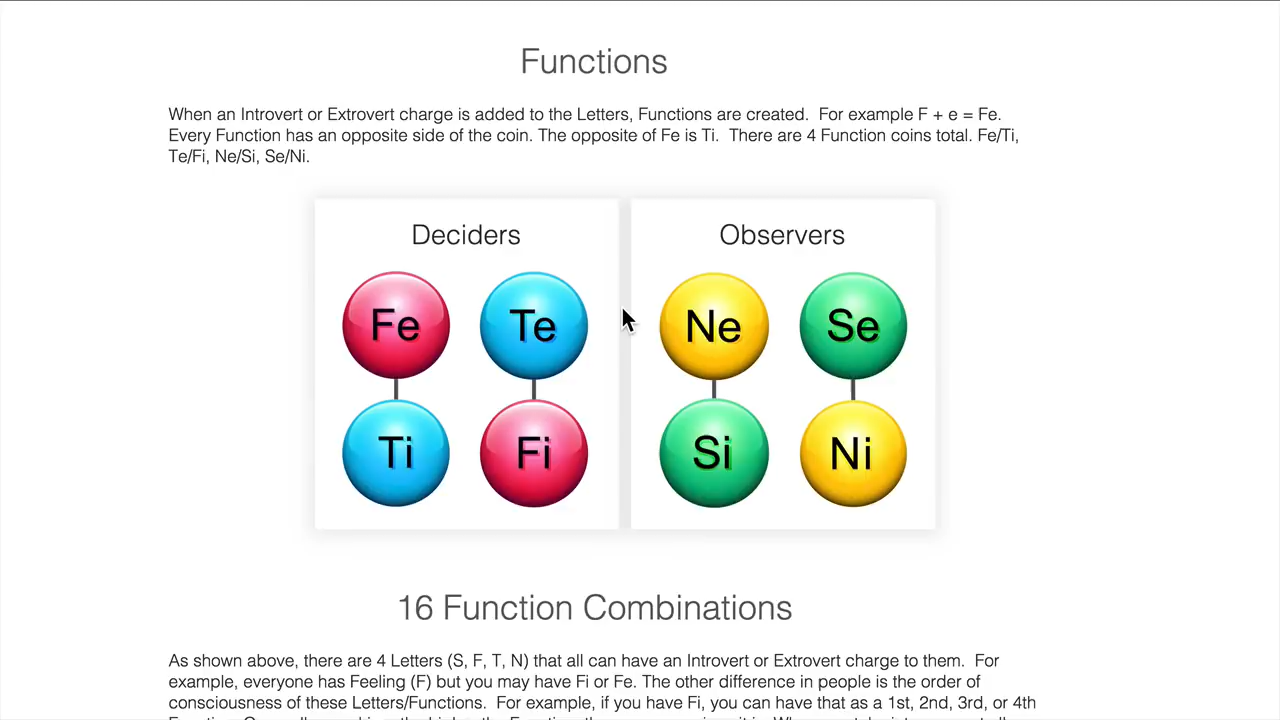 Functions
When an Introvert or Extrovert charge is added to the Letters, Functions are created.  For example F + e = Fe.
Every Function has an opposite side of the coin. The opposite of Fe is Ti.  There are 4 Function coins total. Fe/Ti,
Te/Fi, Ne/Si, Se/Ni.
Deciders
Fe Te
Ti Fi
Observers
Ne Se
Si Ni
16 Function Combinations
As shown above, there are 4 Letters (S, F, T, N) that all can have an Introvert or Extrovert charge to them.  For
example, everyone has Feeling (F) but you may have Fi or Fe. The other difference in people is the order of
consciousness of these Letters/Functions.  For example, if you have Fi, you can have that as a 1st, 2nd, 3rd, or 4th